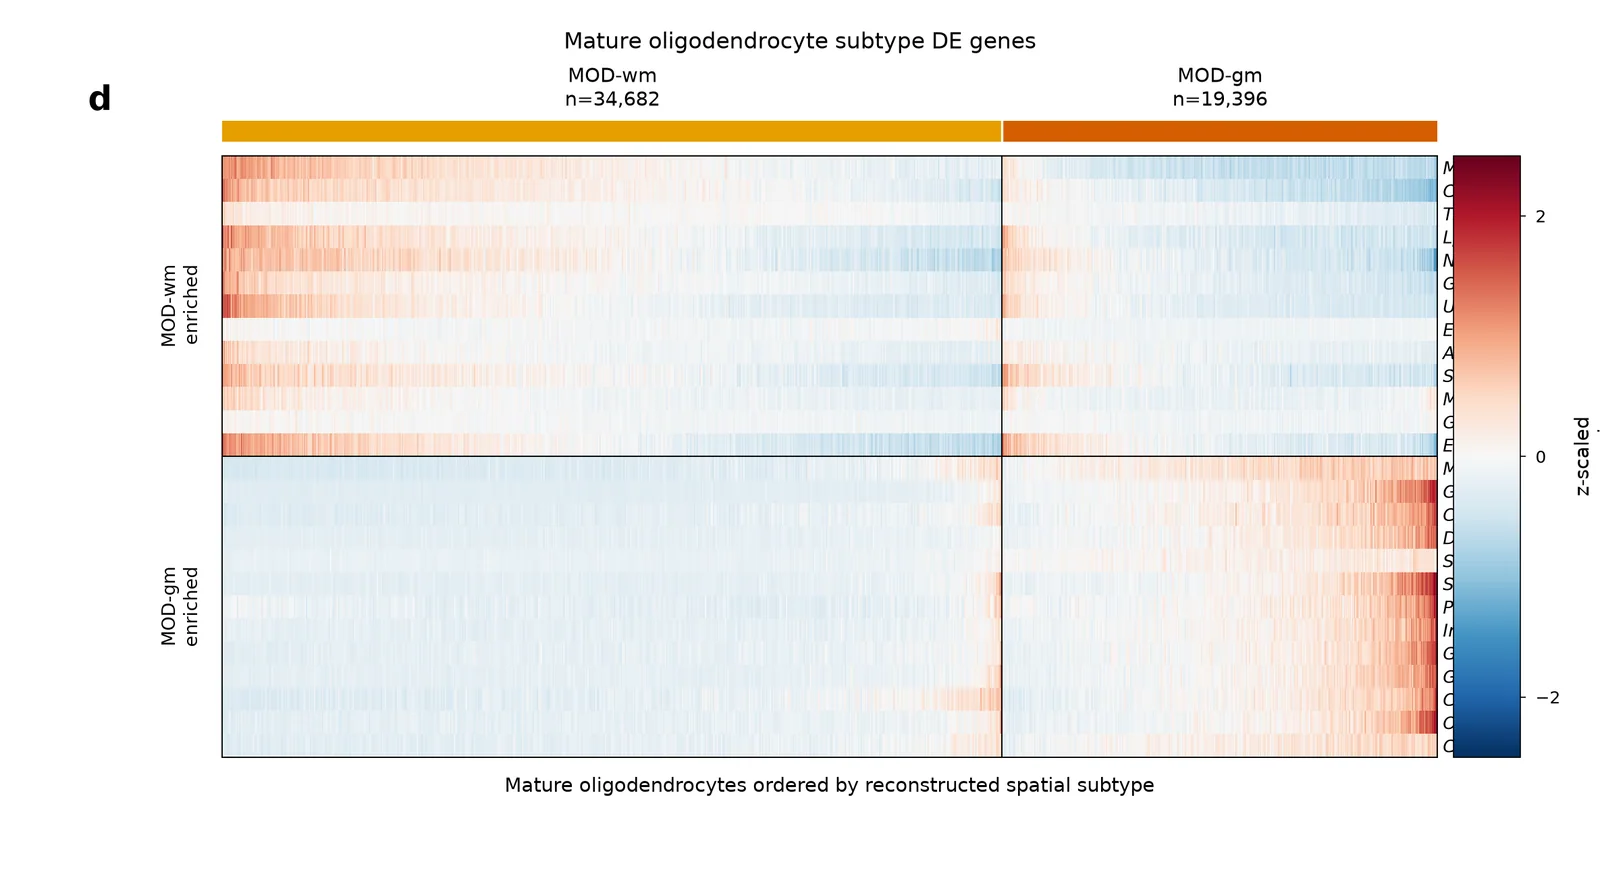 Mature oligodendrocyte subtype DE genes
MOD-wm
n=34,682
MOD-gm
n=19,396
d
MOD-wm
enriched
MOD-gm
enriched
M
C
T
L
N
G
U
E
A
S
M
G
E
M
G
C
D
S
S
P
G
G
C
C
C
2
0
−2
z-scaled
Mature oligodendrocytes ordered by reconstructed spatial subtype